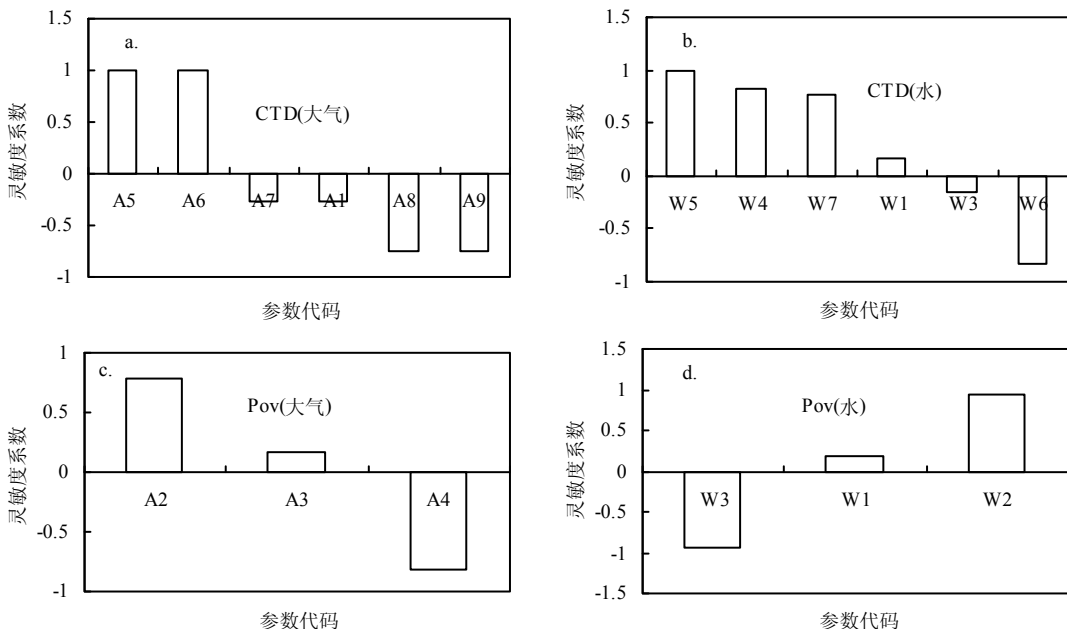 a.
CTD(大气)
灵敏度系数
1.5
1
0.5
0
-0.5
-1
A5 A6 A7 A1 A8 A9
参数代码
b.
CTD(水)
灵敏度系数
1.5
1
0.5
0
-0.5
-1
W5 W4 W7 W1 W3 W6
参数代码
c.
Pov(大气)
灵敏度系数
1
0.5
0
-0.5
-1
A2 A3 A4
参数代码
d.
Pov(水)
灵敏度系数
1.5
1
0.5
0
-0.5
-1
-1.5
W3 W1 W2
参数代码